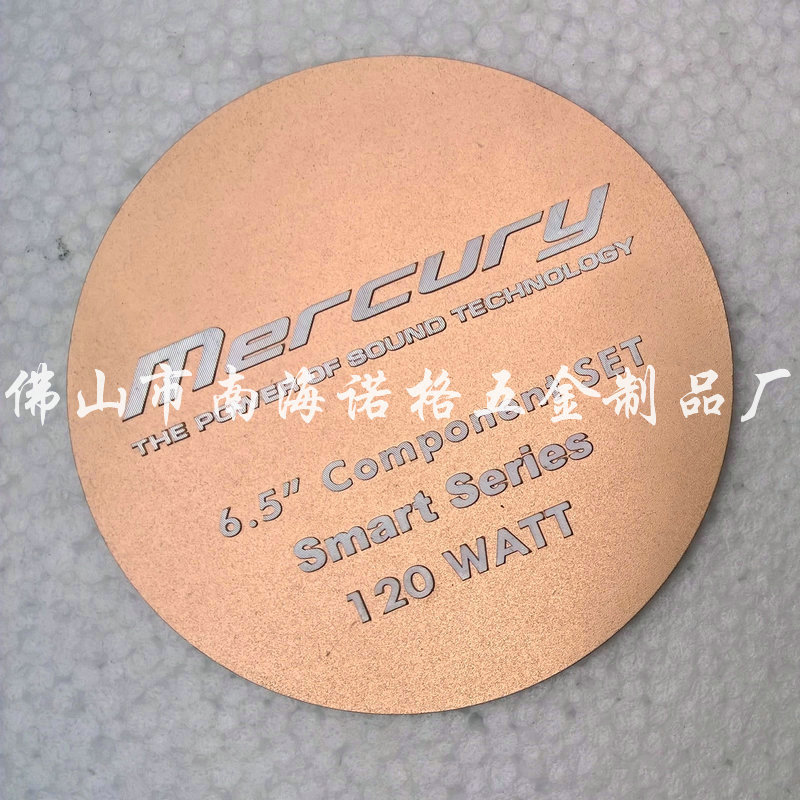 mercury
THE POWER OF SOUND TECHNOLOGY
佛山市南海诺格五金制品厂
6.5" Component SET
Smart Series
120 WATT